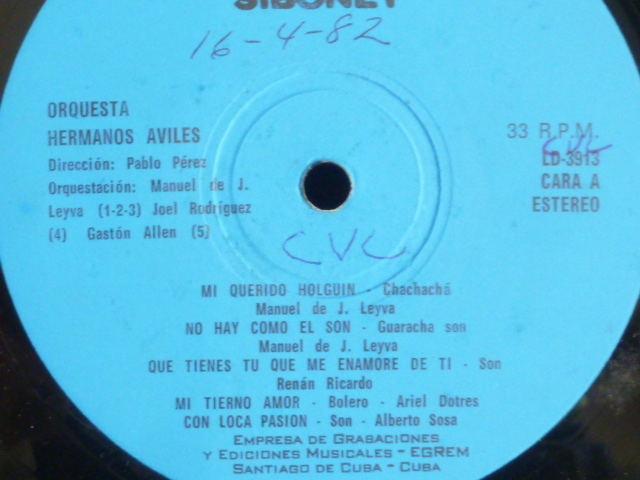 SIBONEY
16-4-82
ORQUESTA
HERMANOS AVILES
Dirección: Pablo Pérez
Orquestación: Manuel de J.
Leyva (1-2-3) Joel Rodríguez
(4) Gastón Allen (5)
33 R.P.M.
CVC
LD-3913
CARA A
ESTEREO
CVC
MI QUERIDO HOLGUIN - Chachachá
Manuel de J. Leyva
NO HAY COMO EL SON - Guaracha son
Manuel de J. Leyva
QUE TIENES TU QUE ME ENAMORE DE TI - Son
Renán Ricardo
MI TIERNO AMOR - Bolero - Ariel Dotres
CON LOCA PASION - Son - Alberto Sosa
EMPRESA DE GRABACIONES
Y EDICIONES MUSICALES - EGREM
SANTIAGO DE CUBA - CUBA